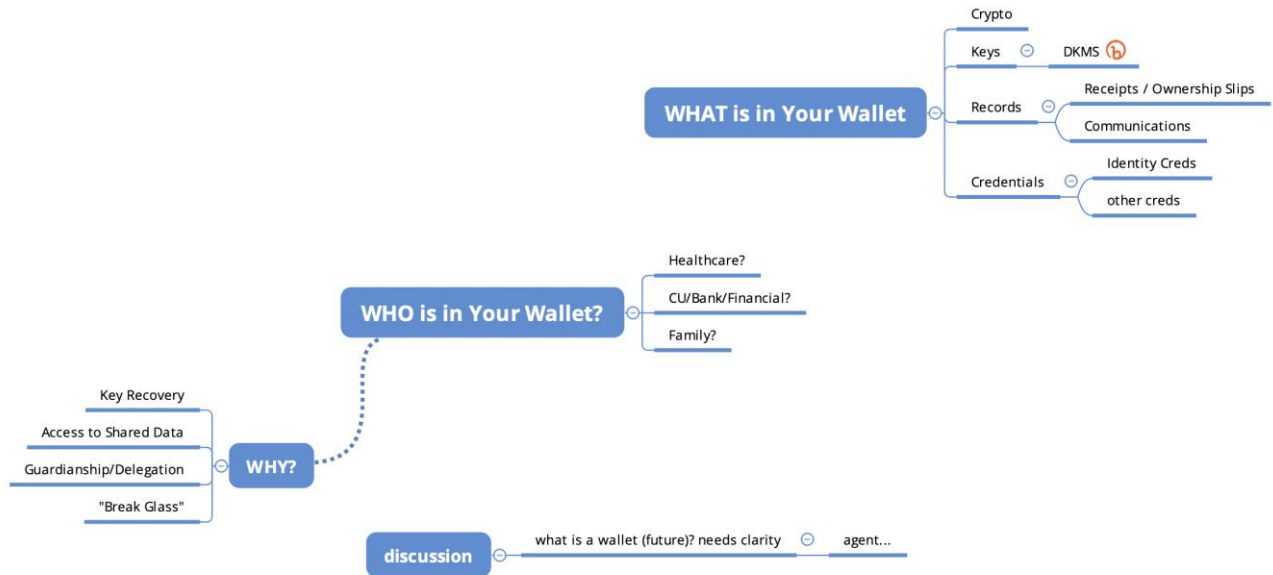 WHAT is in Your Wallet
Crypto
Keys
DKMS
Records
Receipts / Ownership Slips
Communications
Credentials
Identity Creds
other creds
WHO is in Your Wallet?
Healthcare?
CU/Bank/Financial?
Family?
WHY?
Key Recovery
Access to Shared Data
Guardianship/Delegation
"Break Glass"
discussion
what is a wallet (future)? needs clarity
agent...